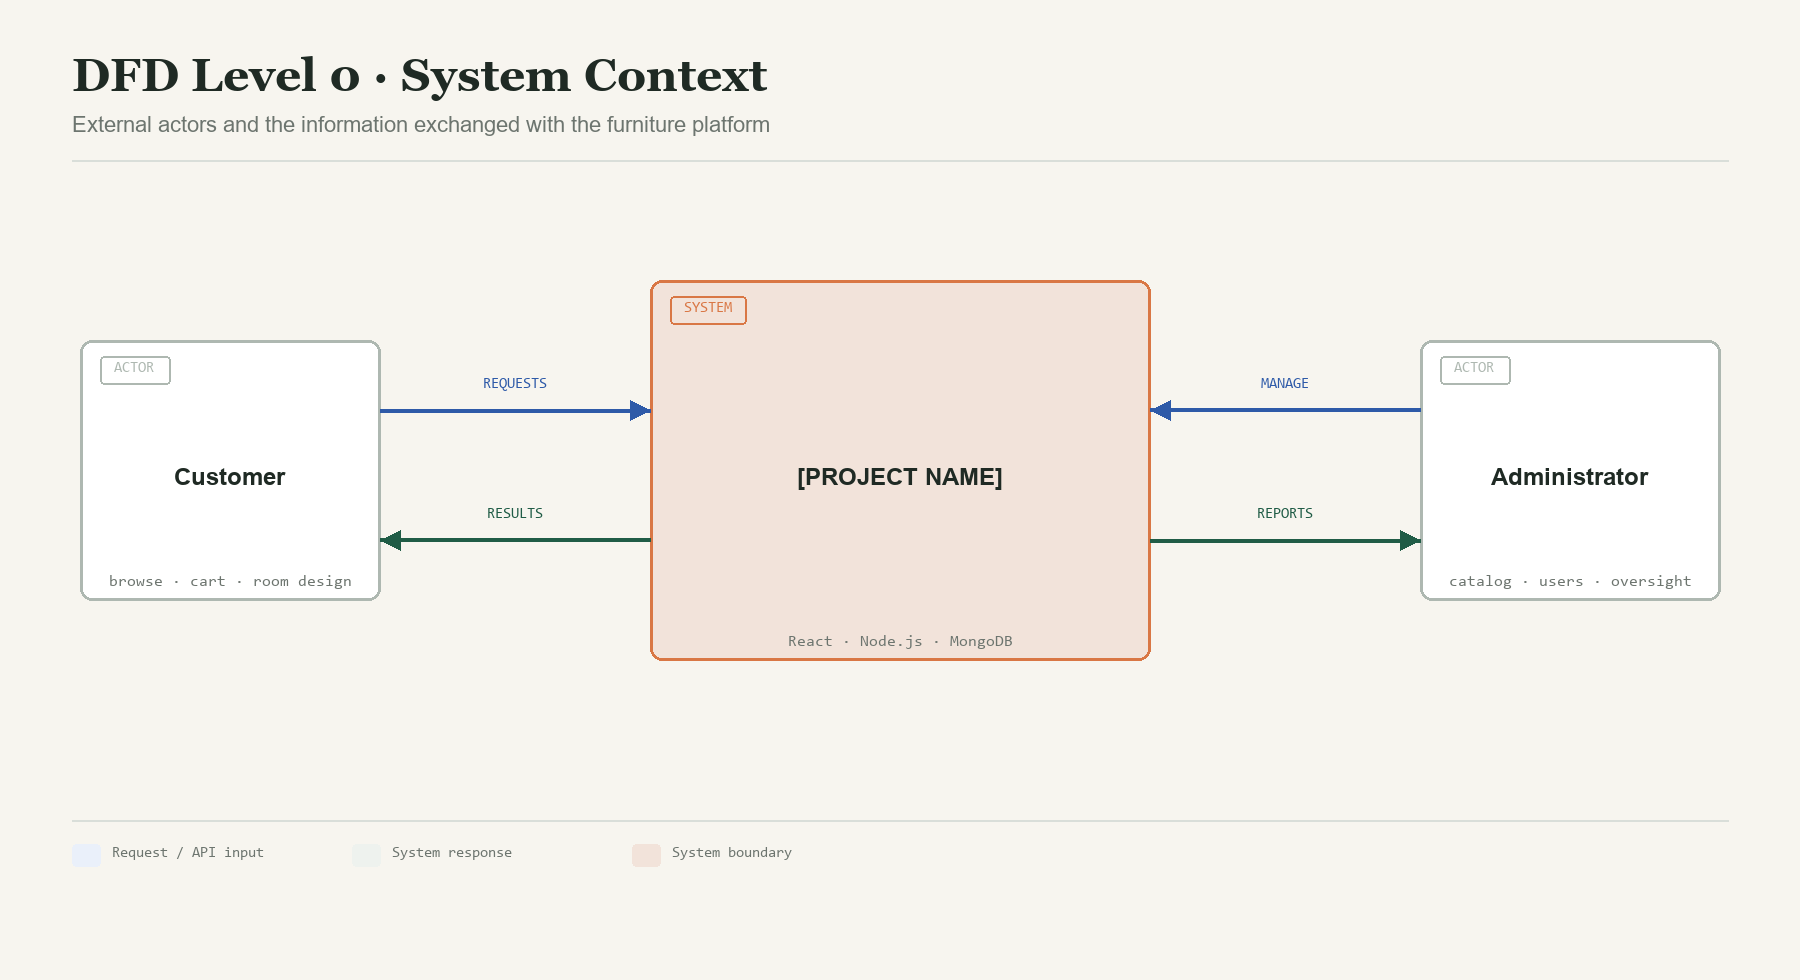 DFD Level 0 · System Context
External actors and the information exchanged with the furniture platform
SYSTEM
ACTOR
ACTOR
REQUESTS
MANAGE
Customer
[PROJECT NAME]
Administrator
RESULTS
REPORTS
browse · cart · room design
catalog · users · oversight
React · Node.js · MongoDB
Request / API input
System response
System boundary